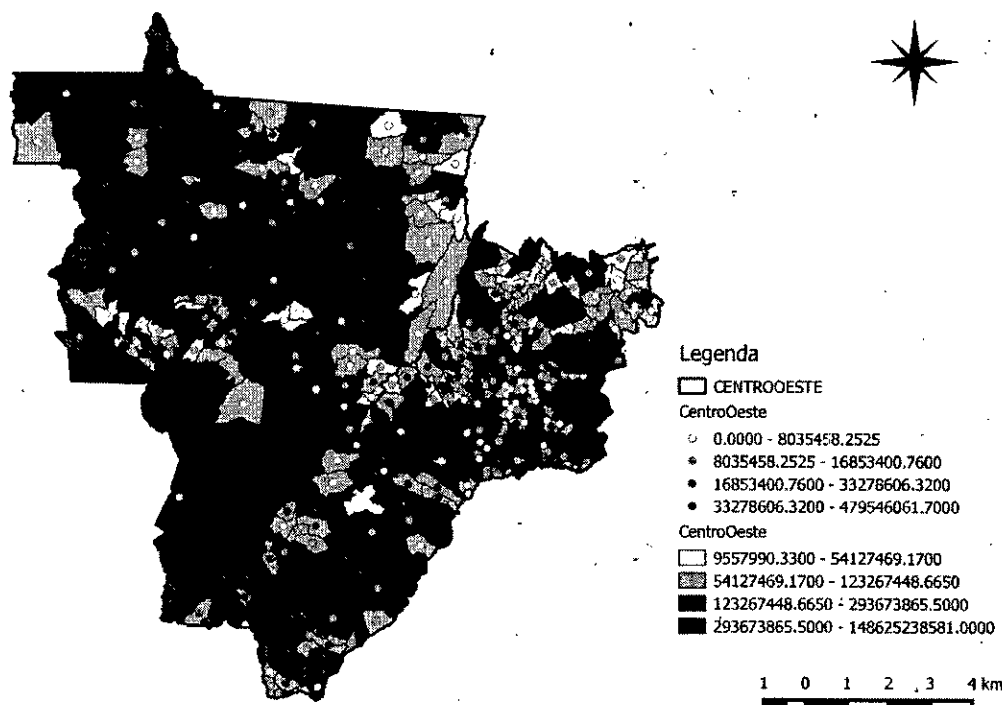 Legenda
CENTROOESTE
CentroOeste
0.0000 - 8035458.2525
8035458.2525 - 16853400.7600
16853400.7600 - 33278606.3200
33278606.3200 - 479546061.7000
CentroOeste
9557990.3300 - 54127469.1700
54127469.1700 - 123267448.6650
123267448.6650 - 293673865.5000
293673865.5000 - 148625238581.0000
1 0 1 2 3 4 km